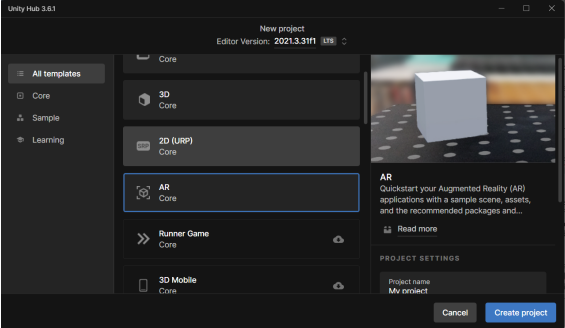 Unity Hub 3.6.1
New project
Editor Version: 2021.3.31f1 LTS
All templates
Core
Sample
Learning
Core
3D
Core
SRP
2D (URP)
Core
AR
Core
Runner Game
Core
3D Mobile
Core
AR
Quickstart your Augmented Reality (AR)
applications with a sample scene, assets,
and the recommended packages and...
Read more
PROJECT SETTINGS
Project name
My project
Cancel
Create project